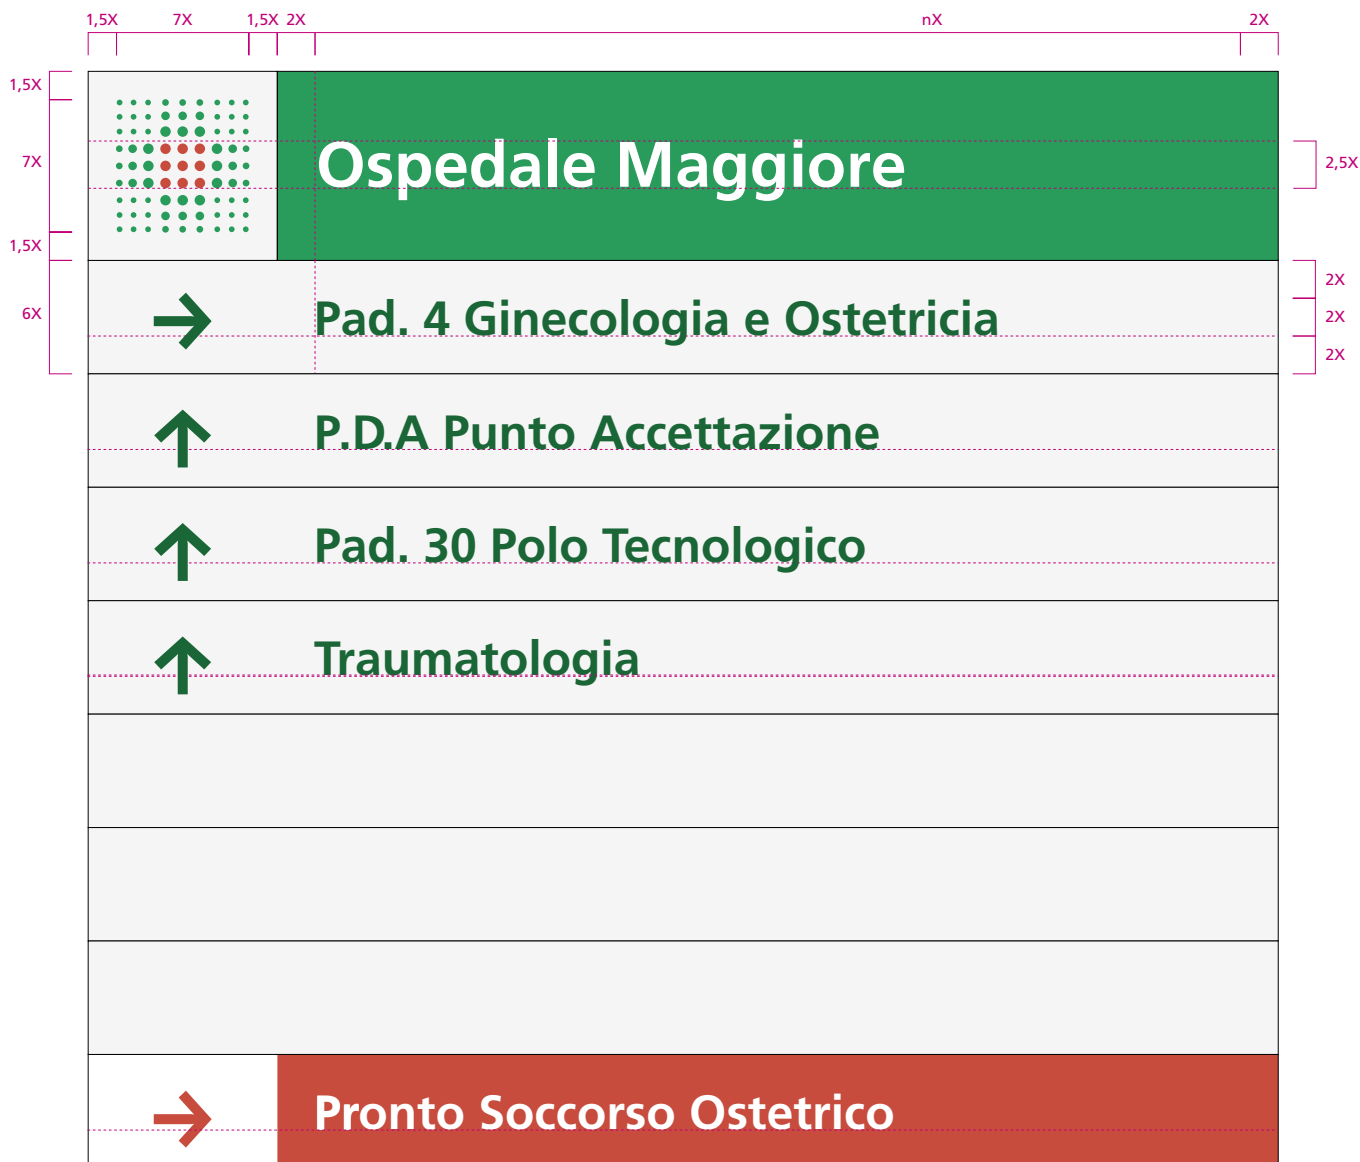 1,5X 7X 1,5X 2X nX 2X
1,5X
7X
1,5X
6X
Ospedale Maggiore
2,5X
Pad. 4 Ginecologia e Ostetricia
2X
2X
2X
P.D.A Punto Accettazione
Pad. 30 Polo Tecnologico
Traumatologia
Pronto Soccorso Ostetrico